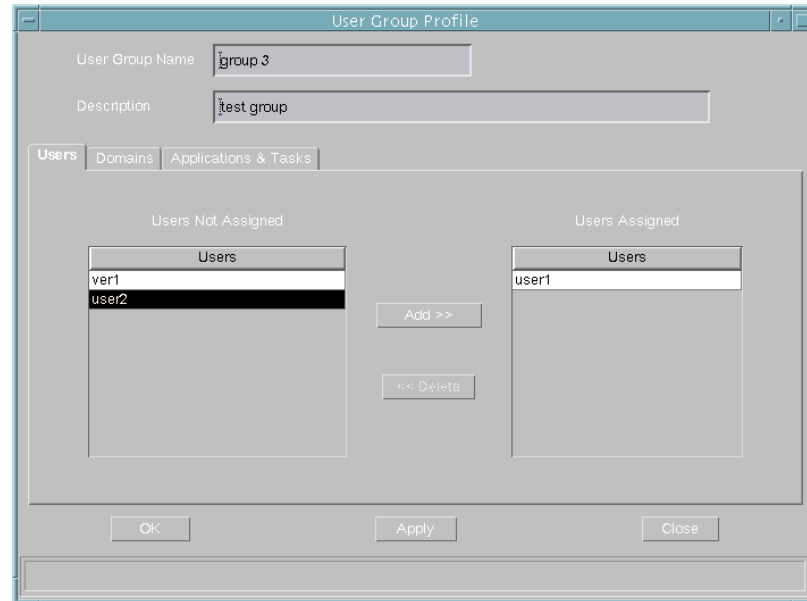 User Group Profile
User Group Name group 3
Description test group
Users Domains Applications & Tasks
Users Not Assigned Users Assigned
Users Users
ver1 user1
user2
Add >>
<< Delete
OK Apply Close